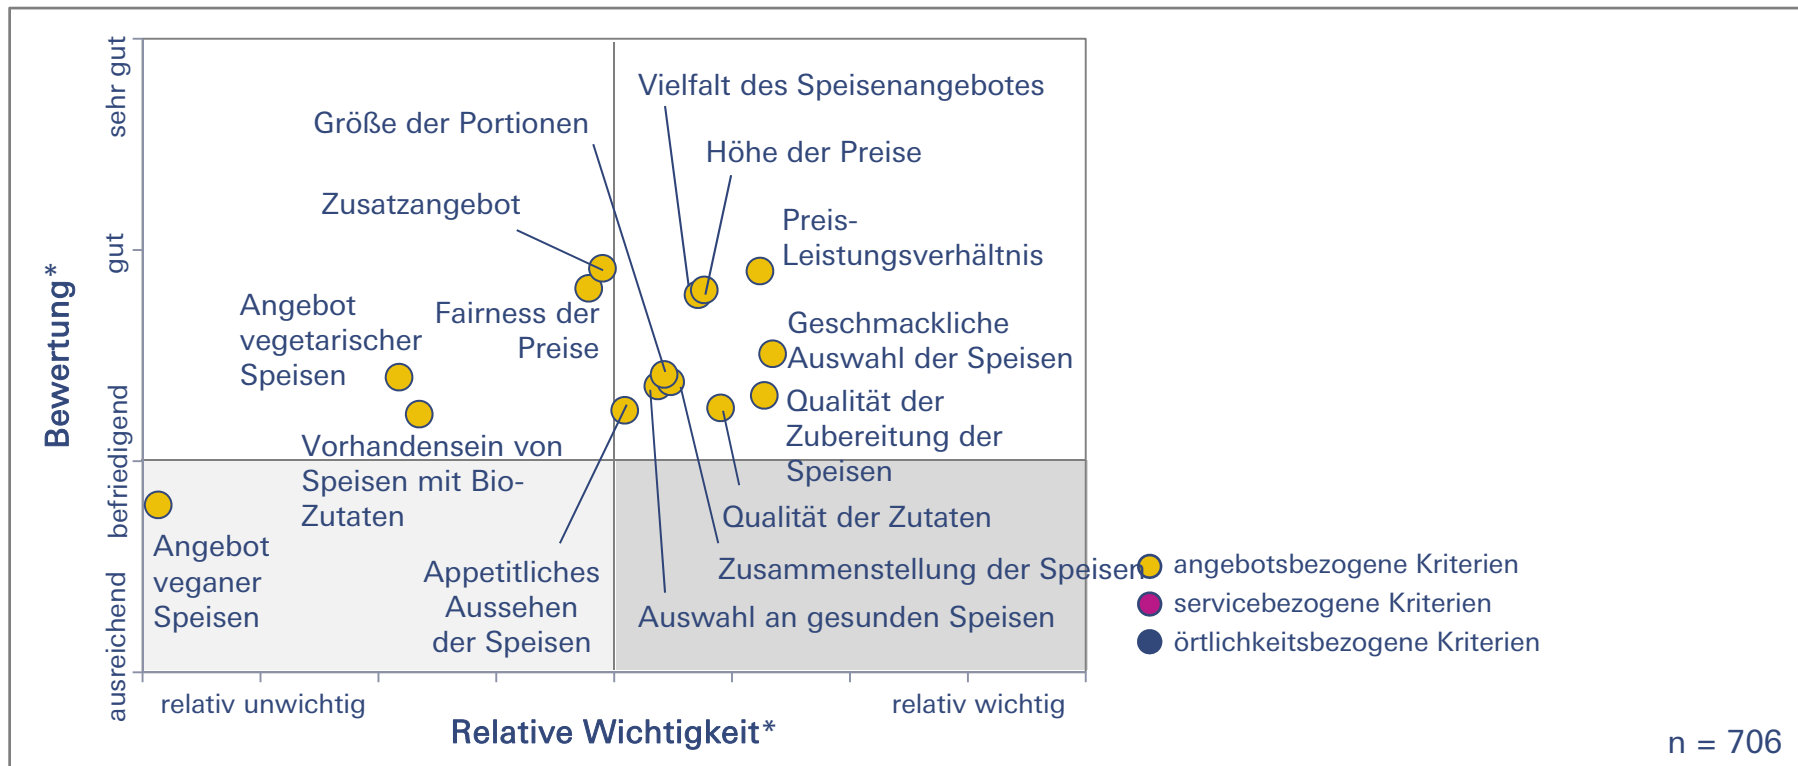 sehr gut
gut
befriedigend
ausreichend
Bewertung*
Vielfalt des Speisenangebotes
Größe der Portionen
Höhe der Preise
Zusatzangebot
Preis-
Leistungsverhältnis
Angebot
vegetarischer
Speisen
Fairness der
Preise
Geschmackliche
Auswahl der Speisen
Qualität der
Zubereitung der
Speisen
Vorhandensein von
Speisen mit Bio-
Zutaten
Qualität der Zutaten
Angebot
veganer
Speisen
Appetitliches
Aussehen
der Speisen
Zusammenstellung der Speisen
Auswahl an gesunden Speisen
angebotsbezogene Kriterien
servicebezogene Kriterien
örtlichkeitsbezogene Kriterien
relativ unwichtig
relativ wichtig
Relative Wichtigkeit*
n = 706